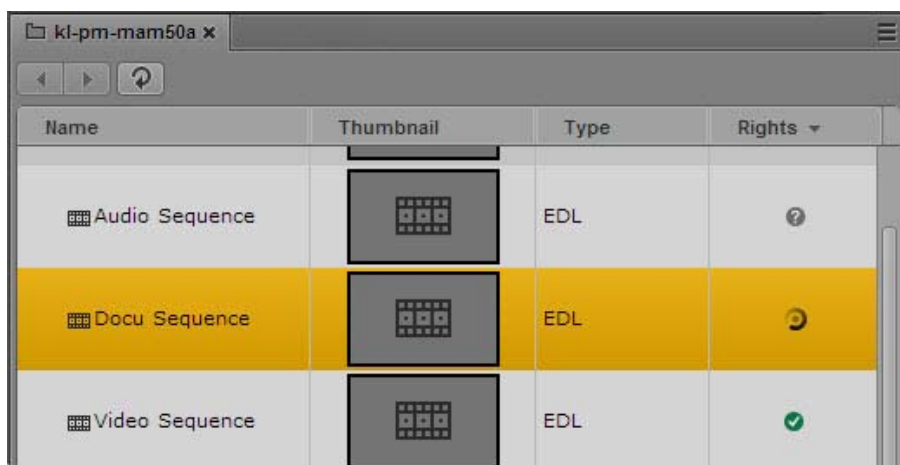 kl-pm-mam50a
Name Thumbnail Type Rights
Audio Sequence EDL
Docu Sequence EDL
Video Sequence EDL